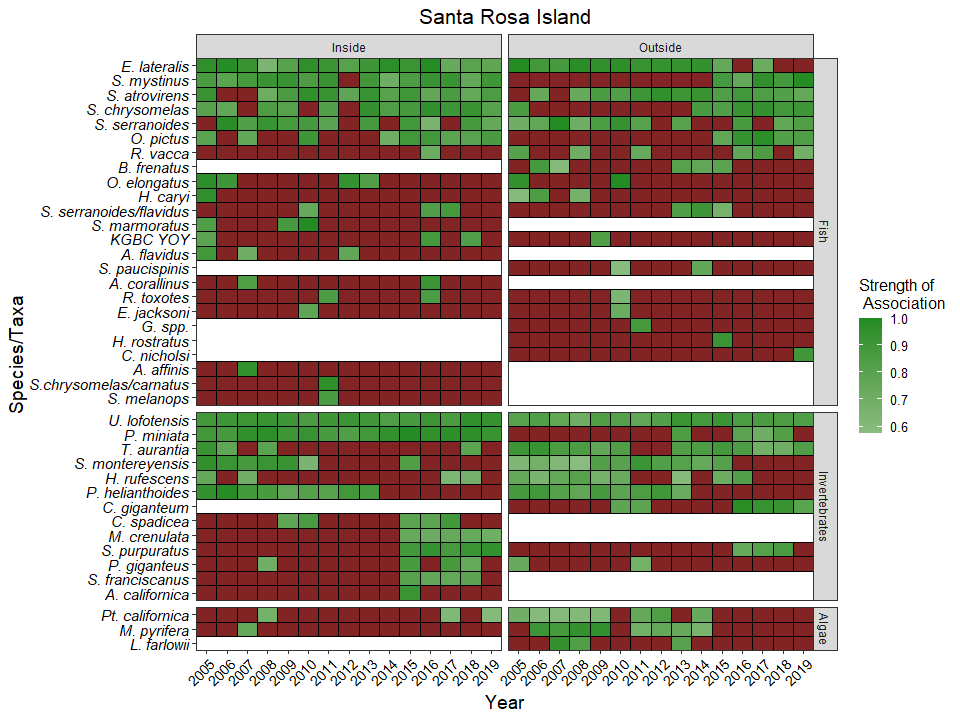 Santa Rosa Island
Inside
Outside
Species/Taxa
E. lateralis
S. mystinus
S. atrovirens
S. chrysomelas
S. serranoides
O. pictus
R. vacca
B. frenatus
O. elongatus
H. caryi
S. serranoides/flavidus
S. marmoratus
KGBC YOY
A. flavidus
S. paucispinis
A. corallinus
R. toxotes
E. jacksoni
G. spp.
H. rostratus
C. nicholsi
A. affinis
S.chrysomelas/carnatus
S. melanops
Fish
U. lofotensis
P. miniata
T. aurantia
S. montereyensis
H. rufescens
P. helianthoides
C. giganteum
C. spadicea
M. crenulata
S. purpuratus
P. giganteus
S. franciscanus
A. californica
Invertebrates
Pt. californica
M. pyrifera
L. farlowii
Algae
2005 2006 2007 2008 2009 2010 2011 2012 2013 2014 2015 2016 2017 2018 2019
2005 2006 2007 2008 2009 2010 2011 2012 2013 2014 2015 2016 2017 2018 2019
Year
Strength of
Association
1.0
0.9
0.8
0.7
0.6